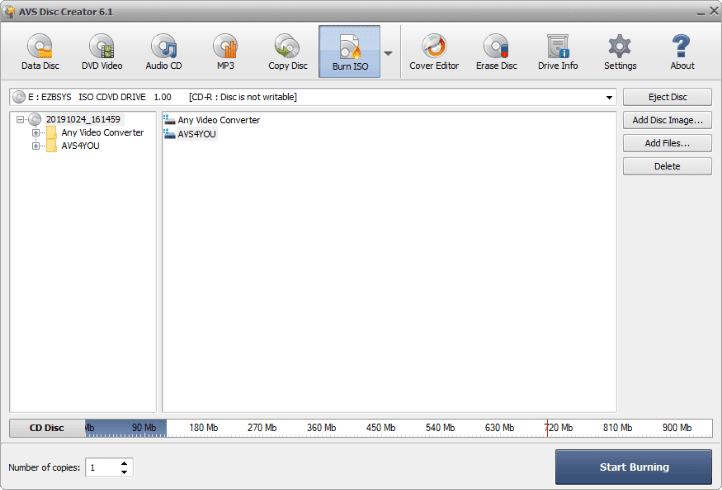 AVS Disc Creator 6.1
Data Disc DVD Video Audio CD MP3 Copy Disc Burn ISO Cover Editor Erase Disc Drive Info Settings About
E : EZBSYS ISO CDVD DRIVE 1.00 [CD-R : Disc is not writable]
Eject Disc
20191024_161459
Any Video Converter
AVS4YOU
Any Video Converter
AVS4YOU
Add Disc Image...
Add Files...
Delete
CD Disc Mb 90 Mb 180 Mb 270 Mb 360 Mb 450 Mb 540 Mb 630 Mb 720 Mb 810 Mb 900 Mb
Number of copies: 1
Start Burning